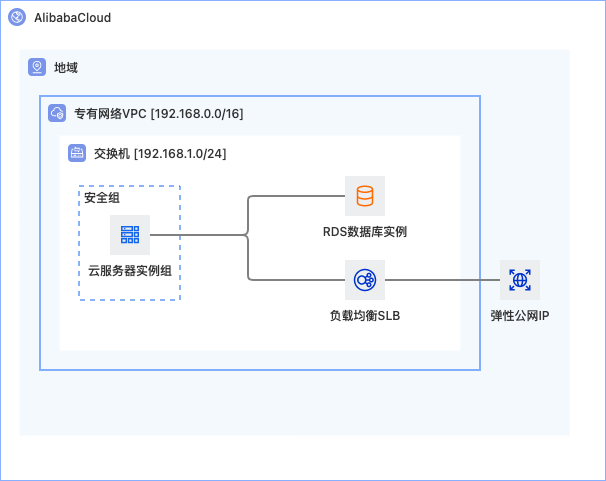 AlibabaCloud
地域
专有网络VPC [192.168.0.0/16]
交换机 [192.168.1.0/24]
安全组
云服务器实例组
RDS数据库实例
负载均衡SLB
弹性公网IP